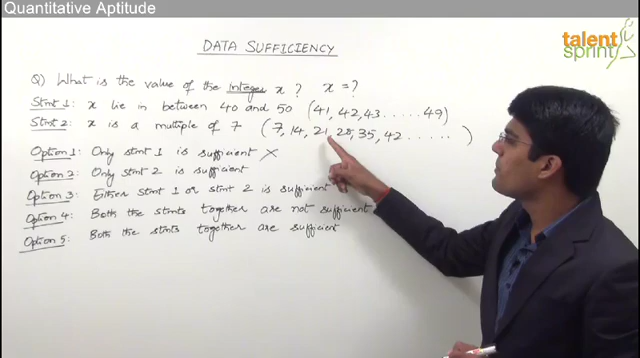 Quantitative Aptitude
talent
sprint
DATA SUFFICIENCY
Q) What is the value of the Integer x ? x = ?
Stmt 1: x lie in between 40 and 50 (41, 42, 43 ...... 49)
Stmt 2: x is a multiple of 7 (7, 14, 21, 28, 35, 42 ...... )
Option 1: Only stmt 1 is sufficient ✗
Option 2: Only stmt 2 is sufficient
Option 3: Either stmt 1 or stmt 2 is sufficient
Option 4: Both the stmts together are not sufficient
Option 5: Both the stmts together are sufficient